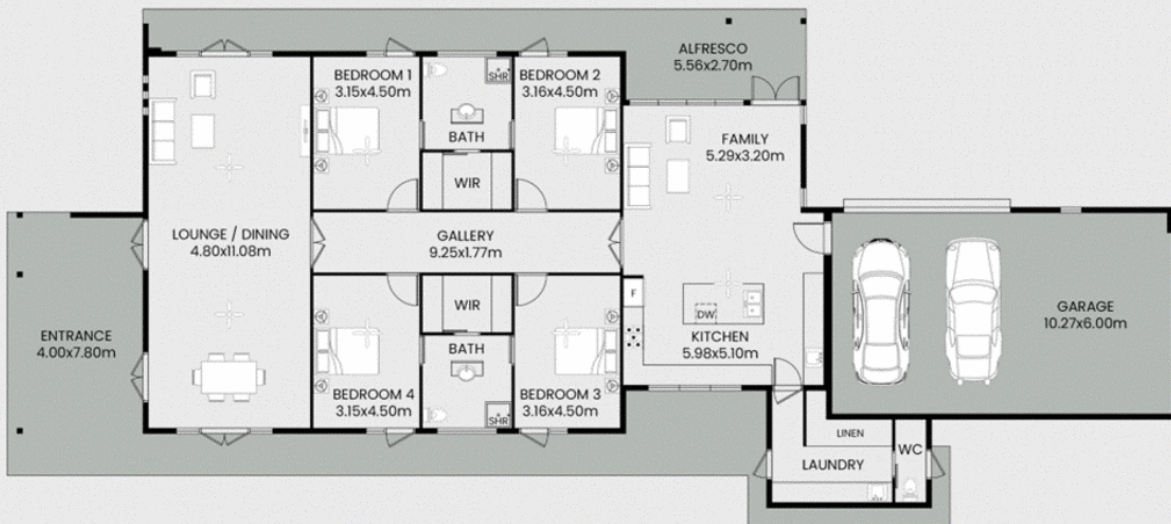 ALFRESCO
5.56x2.70m
BEDROOM 1
3.15x4.50m
SHR
BATH
WIR
BEDROOM 2
3.16x4.50m
FAMILY
5.29x3.20m
LOUNGE / DINING
4.80x11.08m
GALLERY
9.25x1.77m
ENTRANCE
4.00x7.80m
WIR
BATH
SHR
BEDROOM 4
3.15x4.50m
BEDROOM 3
3.16x4.50m
F
DW
KITCHEN
5.98x5.10m
GARAGE
10.27x6.00m
LINEN
LAUNDRY
WC